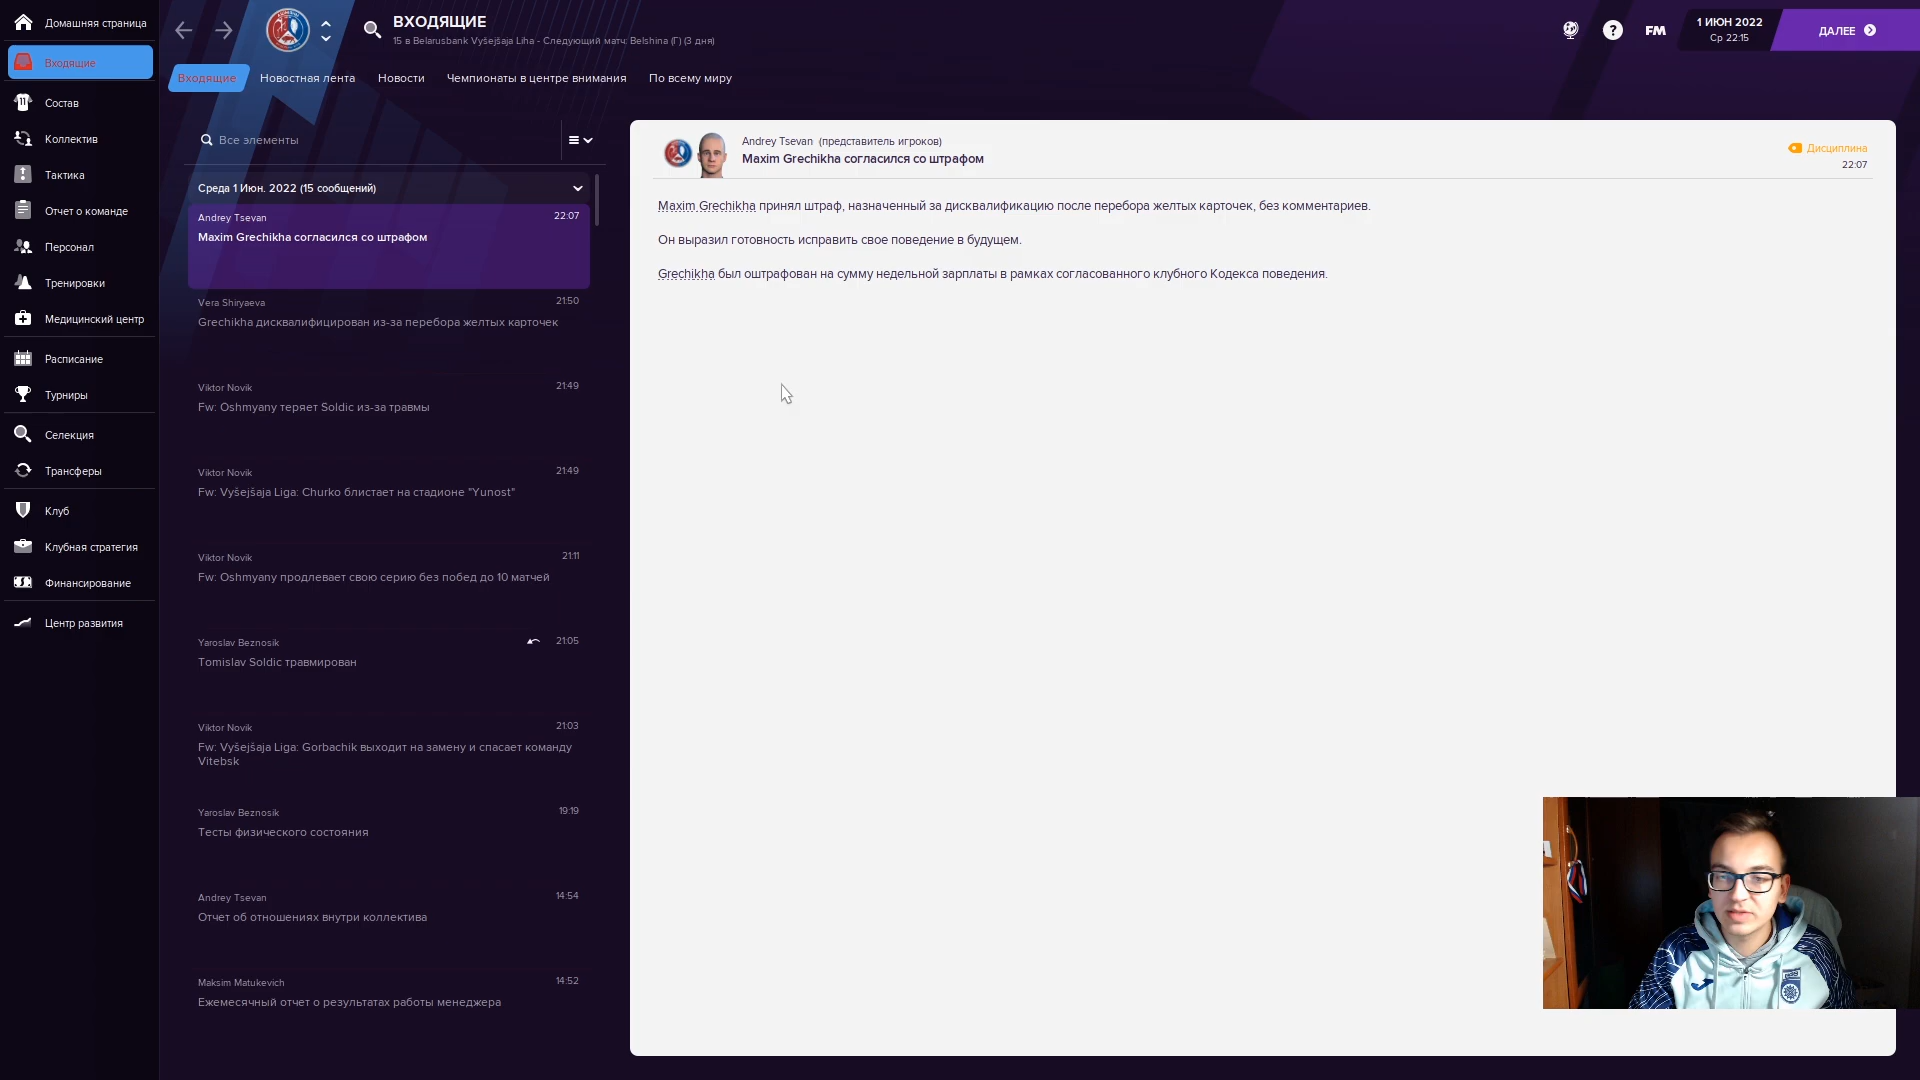 Домашняя страница
Входящие
Состав
Коллектив
Тактика
Отчет о команде
Персонал
Тренировки
Медицинский центр
Расписание
Турниры
Селекция
Трансферы
Клуб
Клубная стратегия
Финансирование
Центр развития
ВХОДЯЩИЕ
15 в Belarusbank Vyšejšaja Liha - Следующий матч: Belshina (Г) (3 дня)
FM
1 ИЮН 2022
Ср 22:15
ДАЛЕЕ
Входящие Новостная лента Новости Чемпионаты в центре внимания По всему миру
Все элементы
Среда 1 Июн. 2022 (15 сообщений)
Andrey Tsevan 22:07
Maxim Grechikha согласился со штрафом
Vera Shiryaeva 21:50
Grechikha дисквалифицирован из-за перебора желтых карточек
Viktor Novik 21:49
Fw: Oshmyany теряет Soldic из-за травмы
Viktor Novik 21:49
Fw: Vyšejšaja Liga: Churko блистает на стадионе "Yunost"
Viktor Novik 21:11
Fw: Oshmyany продлевает свою серию без побед до 10 матчей
Yaroslav Beznosik 21:05
Tomislav Soldic травмирован
Viktor Novik 21:03
Fw: Vyšejšaja Liga: Gorbachik выходит на замену и спасает команду
Vitebsk
Yaroslav Beznosik 19:19
Тесты физического состояния
Andrey Tsevan 14:54
Отчет об отношениях внутри коллектива
Maksim Matukevich 14:52
Ежемесячный отчет о результатах работы менеджера
Andrey Tsevan (представитель игроков)
Maxim Grechikha согласился со штрафом
Дисциплина
22:07
Maxim Grechikha принял штраф, назначенный за дисквалификацию после перебора желтых карточек, без комментариев.
Он выразил готовность исправить свое поведение в будущем.
Grechikha был оштрафован на сумму недельной зарплаты в рамках согласованного клубного Кодекса поведения.